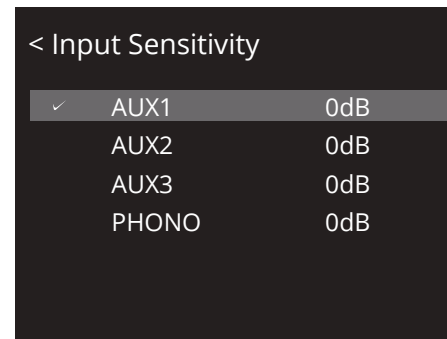 < Input Sensitivity
✓ AUX1 0dB
AUX2 0dB
AUX3 0dB
PHONO 0dB